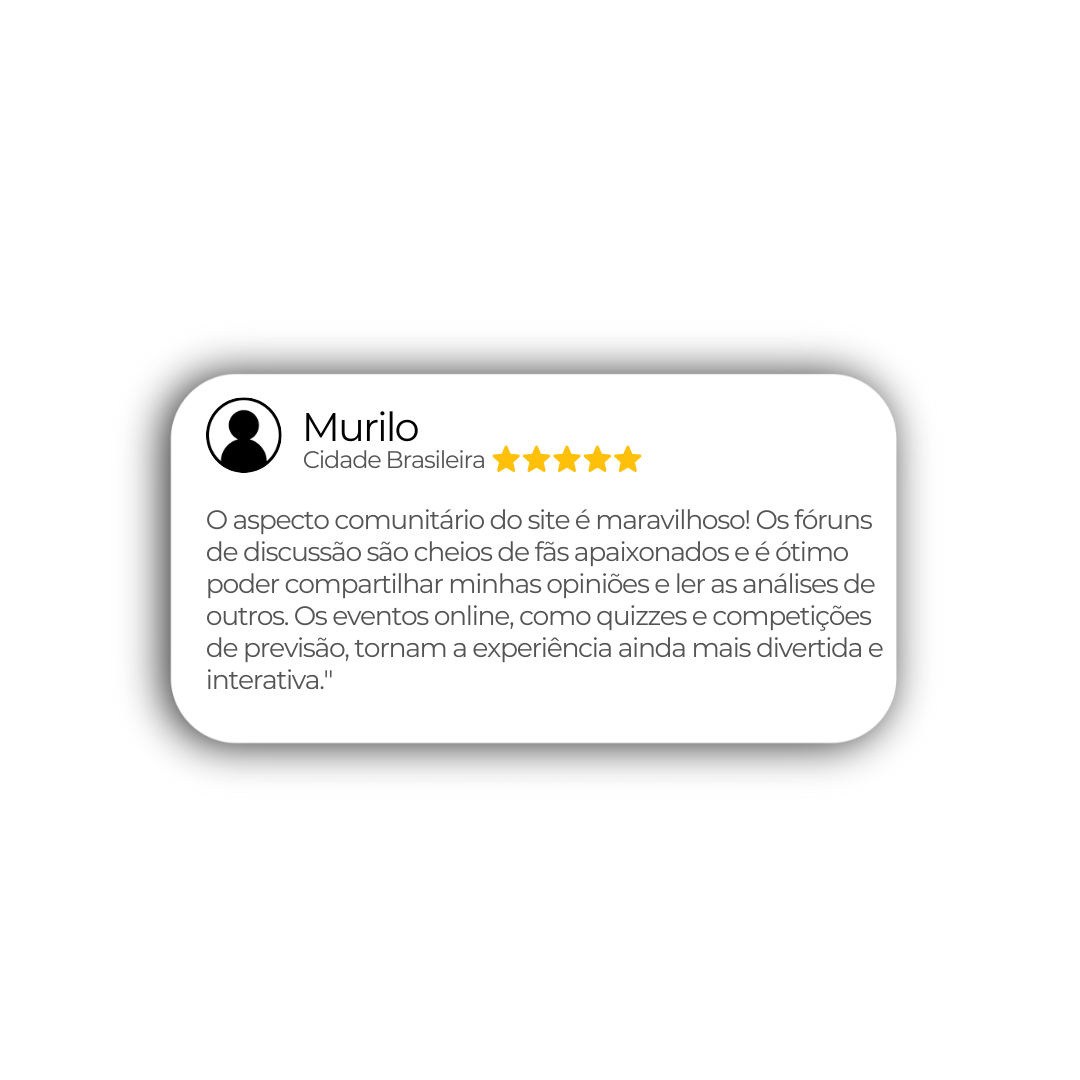 Murilo
Cidade Brasileira
O aspecto comunitário do site é maravilhoso! Os fóruns
de discussão são cheios de fãs apaixonados e é ótimo
poder compartilhar minhas opiniões e ler as análises de
outros. Os eventos online, como quizzes e competições
de previsão, tornam a experiência ainda mais divertida e
interativa."